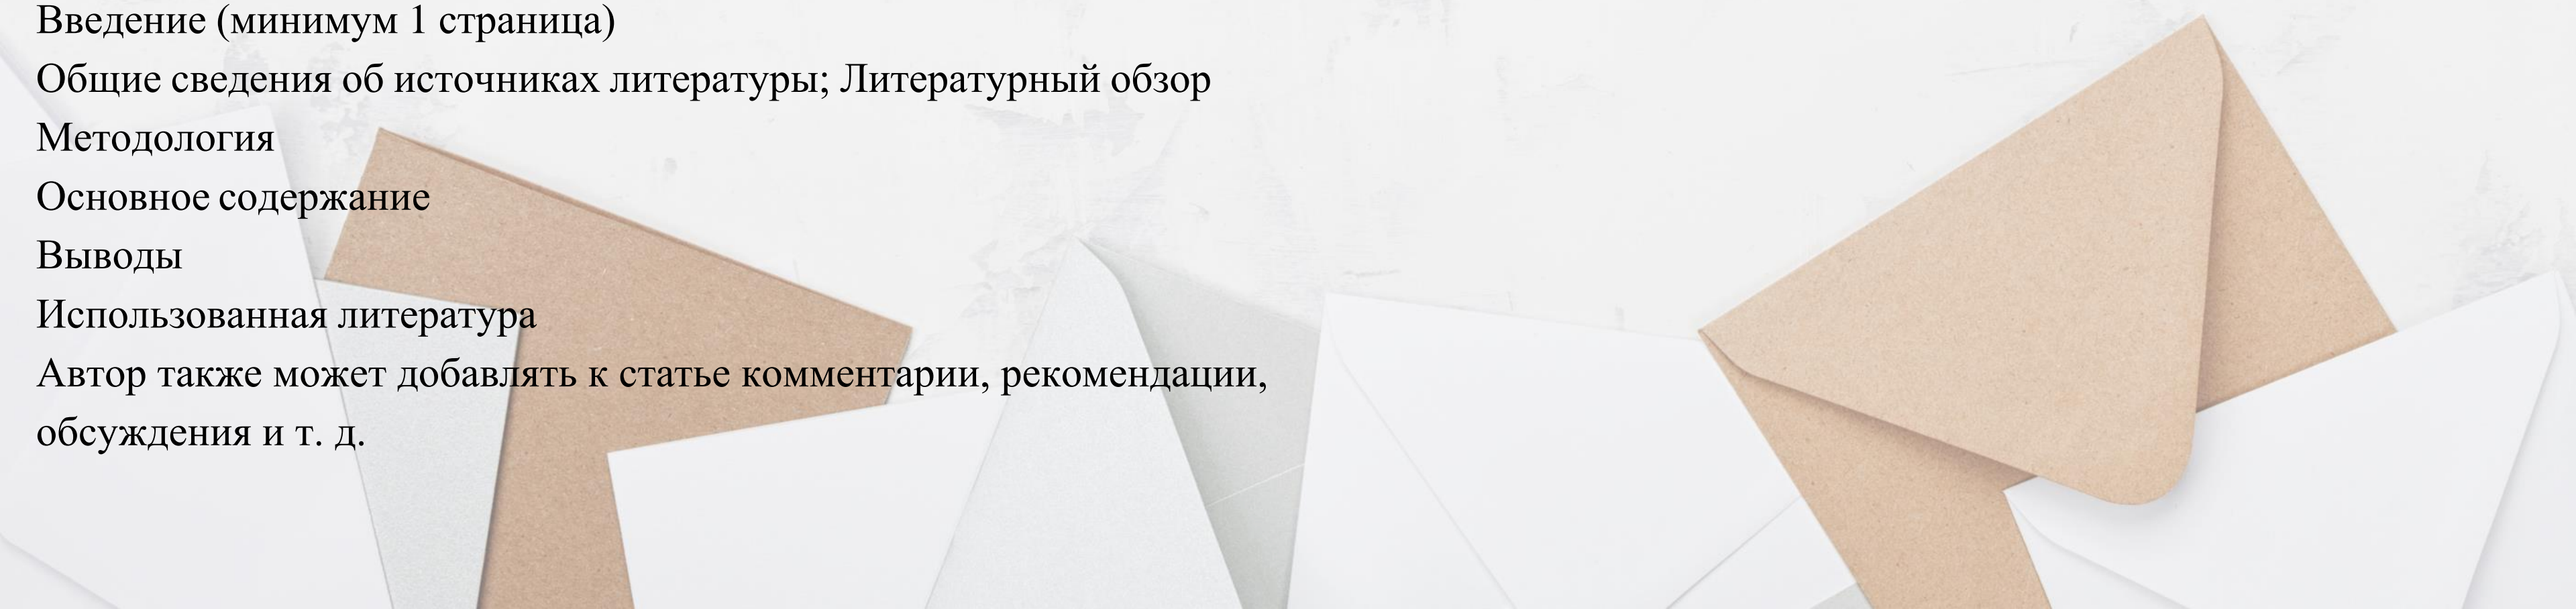 Введение (минимум 1 страница)
Общие сведения об источниках литературы; Литературный обзор
Методология
Основное содержание
Выводы
Использованная литература
Автор также может добавлять к статье комментарии, рекомендации,
обсуждения и т. д.